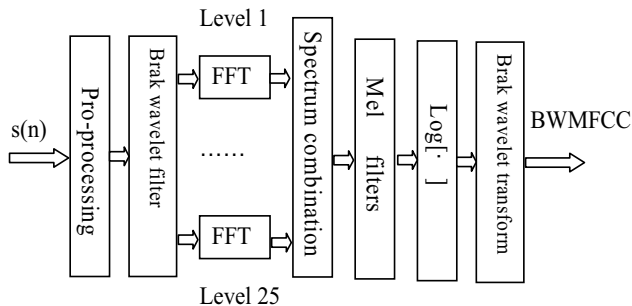 Level 1
s(n)
Pro-processing
Brak wavelet filter
FFT
……
FFT
Level 25
Spectrum combination
Mel filters
Log[· ]
Brak wavelet transform
BWMFCC